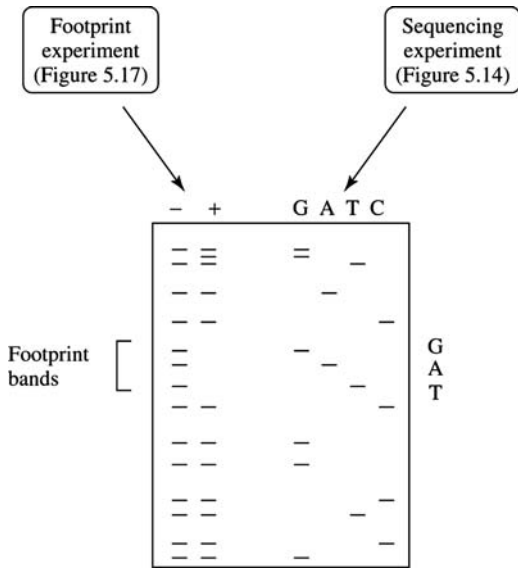 Footprint
experiment
(Figure 5.17)
Sequencing
experiment
(Figure 5.14)
– + G A T C
Footprint
bands
G
A
T